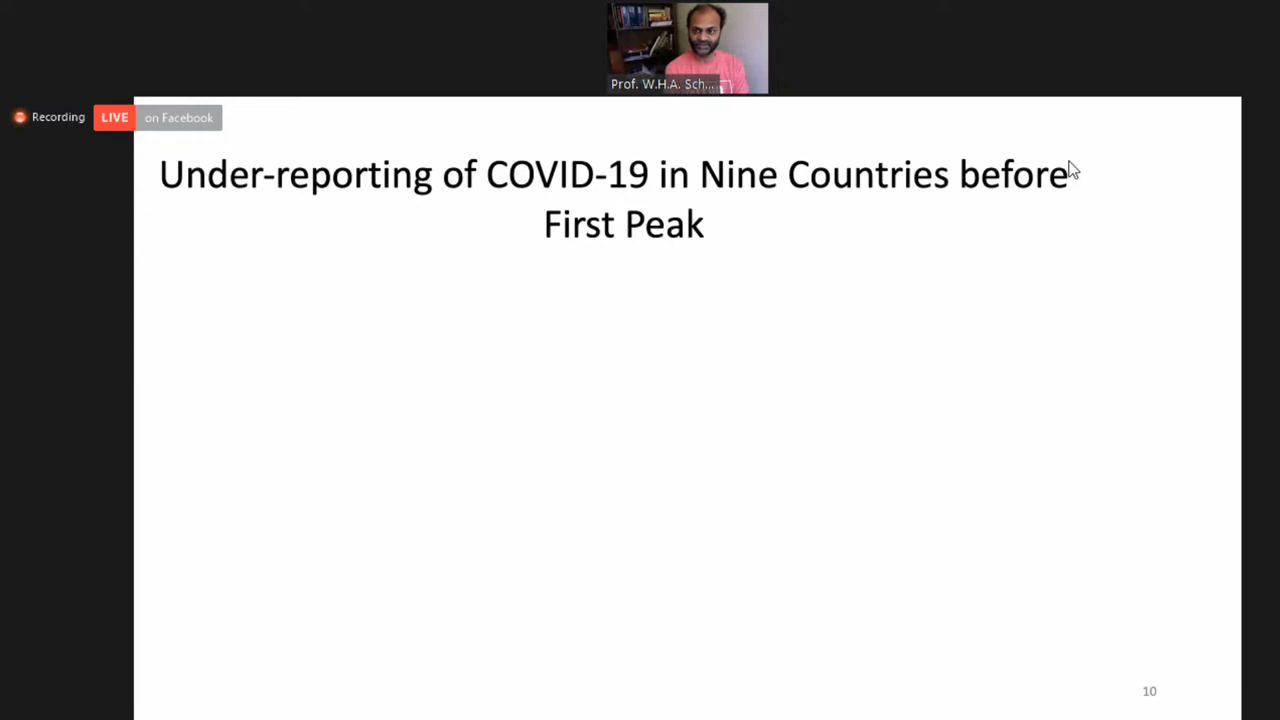 Prof. W.H.A. Sch...
Recording
LIVE
on Facebook
Under-reporting of COVID-19 in Nine Countries before
First Peak
10